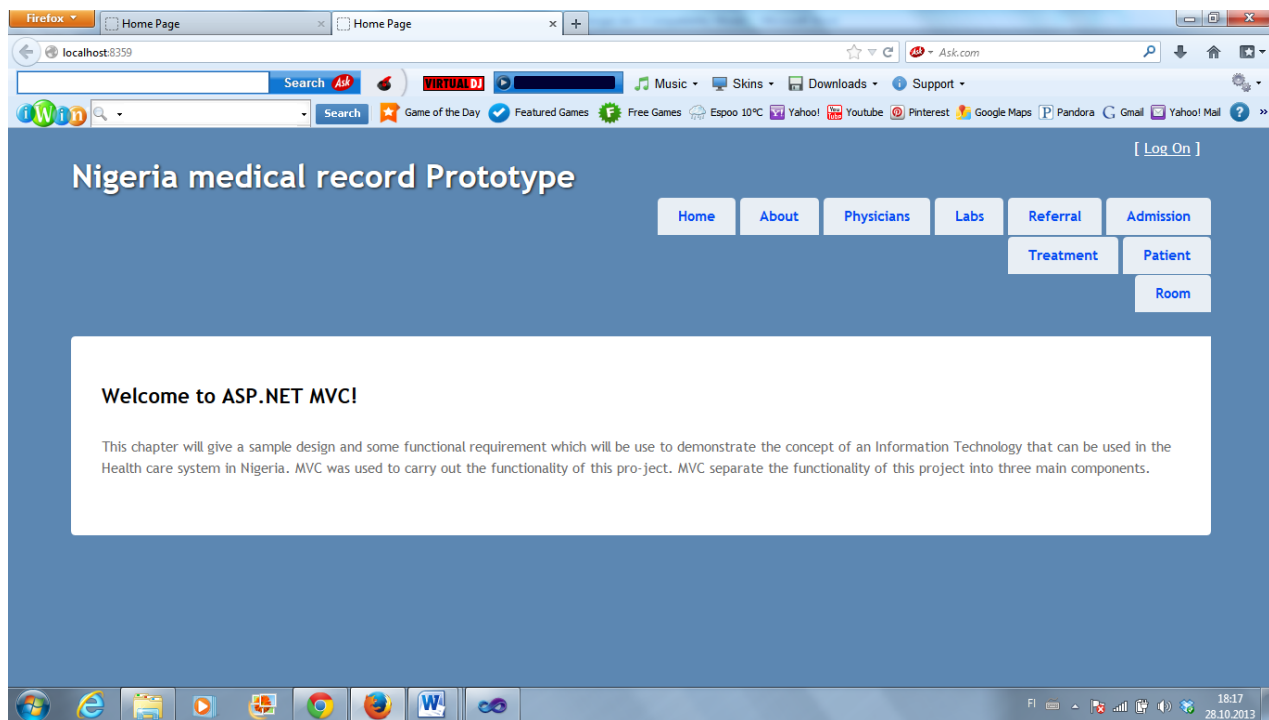 Firefox
Home Page
Home Page
localhost:8359
Ask.com
Search Ask
VIRTUAL DJ
Music
Skins
Downloads
Support
iWin
Search
Game of the Day
Featured Games
Free Games
Espoo 10°C
Yahoo!
Youtube
Pinterest
Google Maps
Pandora
Gmail
Yahoo! Mail
[ Log On ]
Nigeria medical record Prototype
Home
About
Physicians
Labs
Referral
Admission
Treatment
Patient
Room
Welcome to ASP.NET MVC!
This chapter will give a sample design and some functional requirement which will be use to demonstrate the concept of an Information Technology that can be used in the
Health care system in Nigeria. MVC was used to carry out the functionality of this pro-ject. MVC separate the functionality of this project into three main components.
FI
18:17
28.10.2013